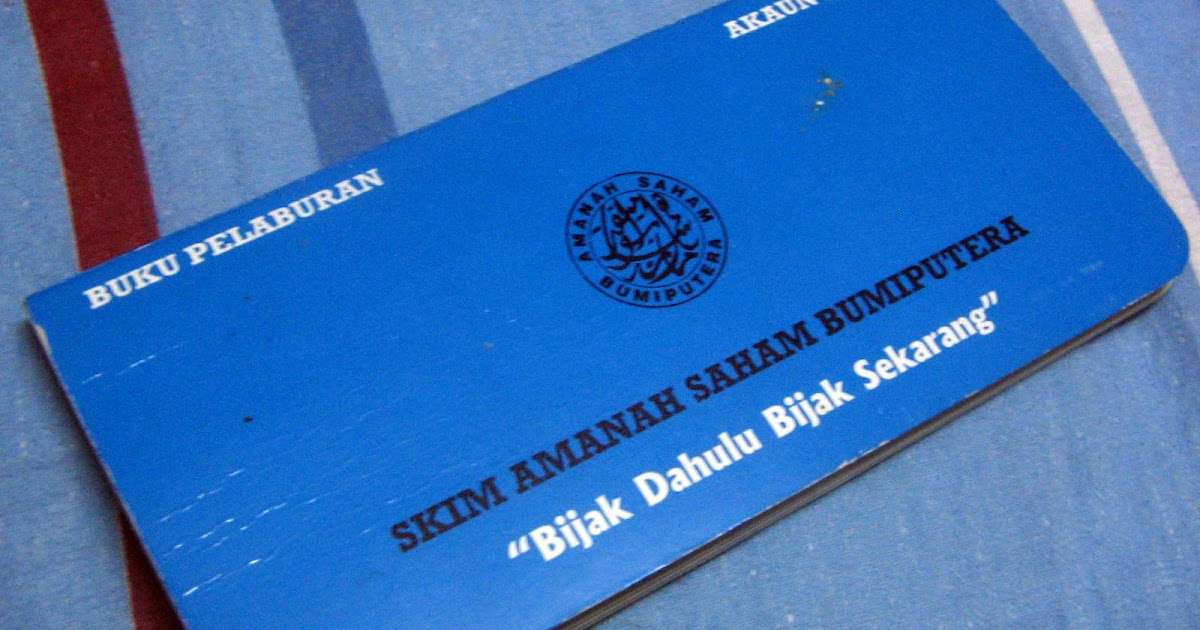 BUKU PELABURAN
AKAUN
AMANAH SAHAM
BUMIPUTERA
SKIM AMANAH SAHAM BUMIPUTERA
“Bijak Dahulu Bijak Sekarang”